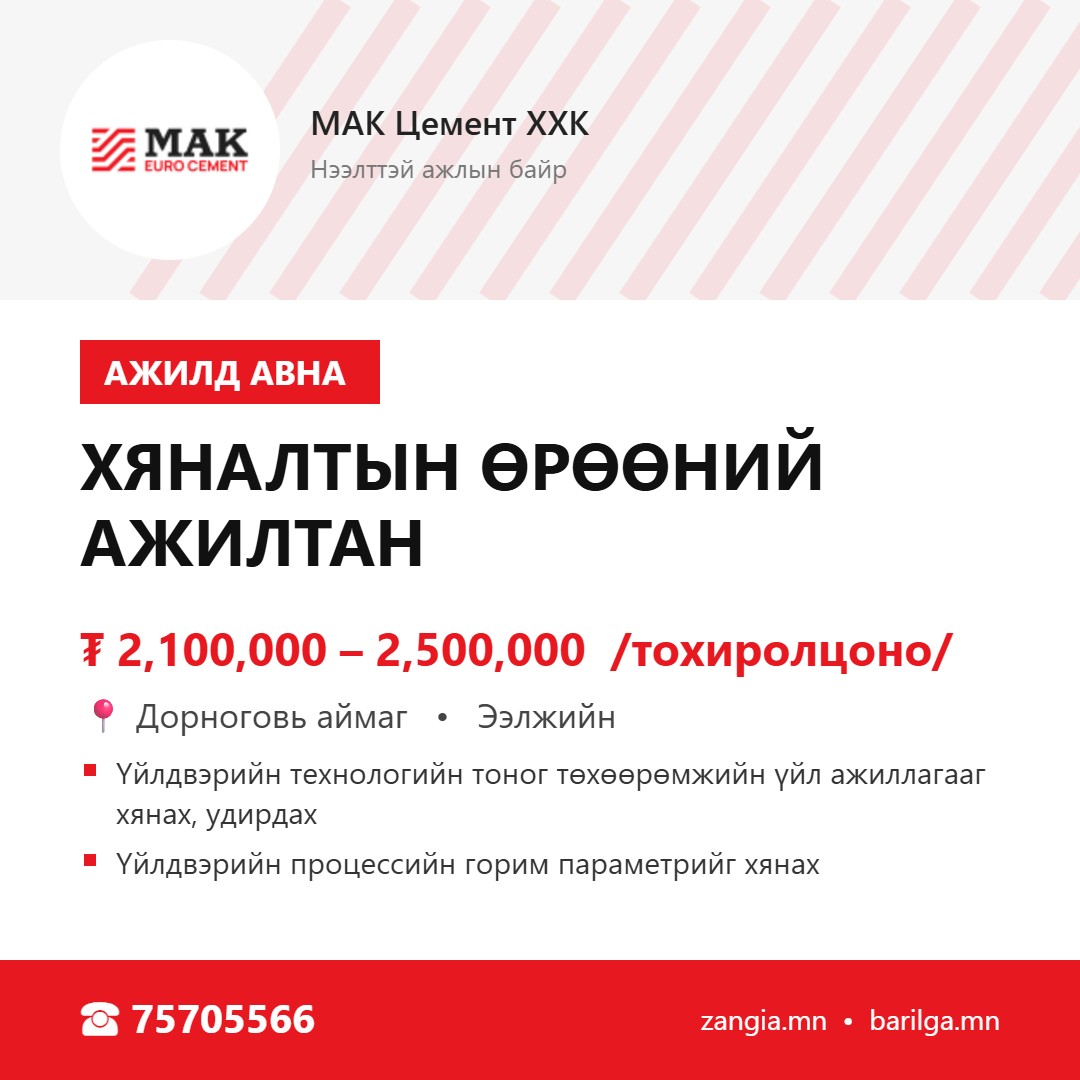 MAK
EURO CEMENT
МАК Цемент ХХК
Нээлттэй ажлын байр
АЖИЛД АВНА
ХЯНАЛТЫН ӨРӨӨНИЙ
АЖИЛТАН
₮ 2,100,000 – 2,500,000 /тохиролцоно/
Дорноговь аймаг • Ээлжийн
Үйлдвэрийн технологийн тоног төхөөрөмжийн үйл ажиллагааг
хянах, удирдах
Үйлдвэрийн процессийн горим параметрийг хянах
☎ 75705566
zangia.mn • barilga.mn